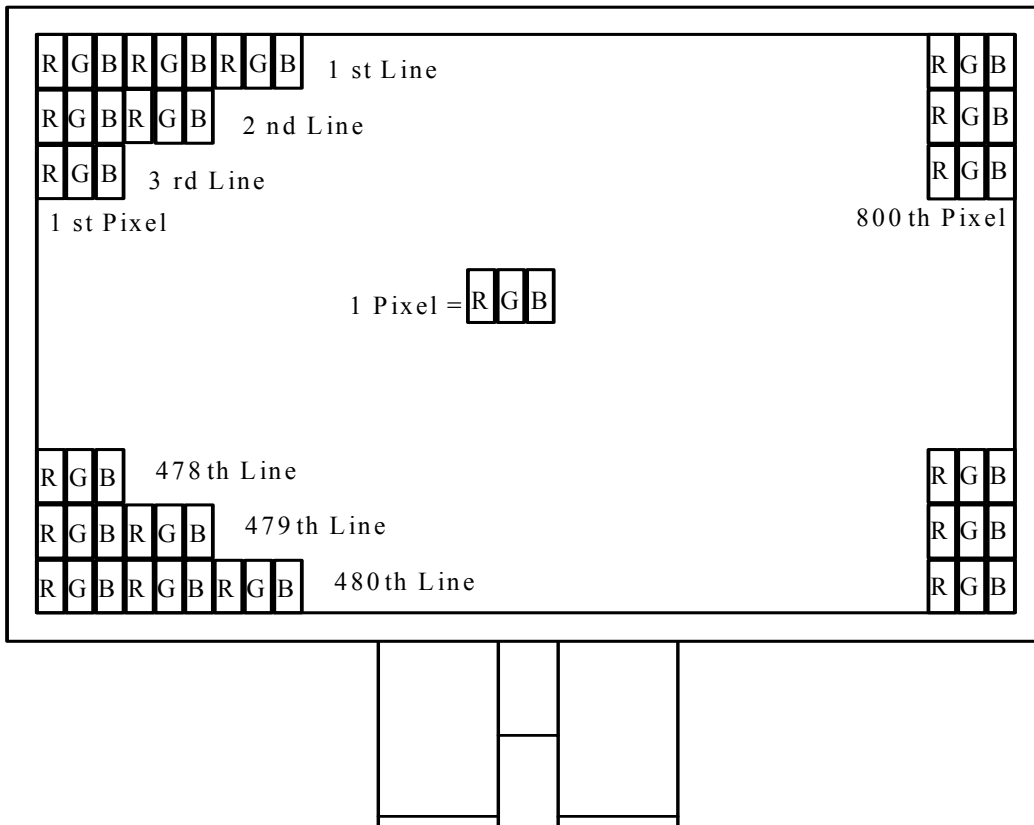 R G B R G B R G B 1 st Line R G B
R G B R G B 2 nd Line R G B
R G B 3 rd Line R G B
1 st Pixel 800 th Pixel
1 Pixel = R G B
R G B 478 th Line R G B
R G B R G B 479 th Line R G B
R G B R G B R G B 480 th Line R G B